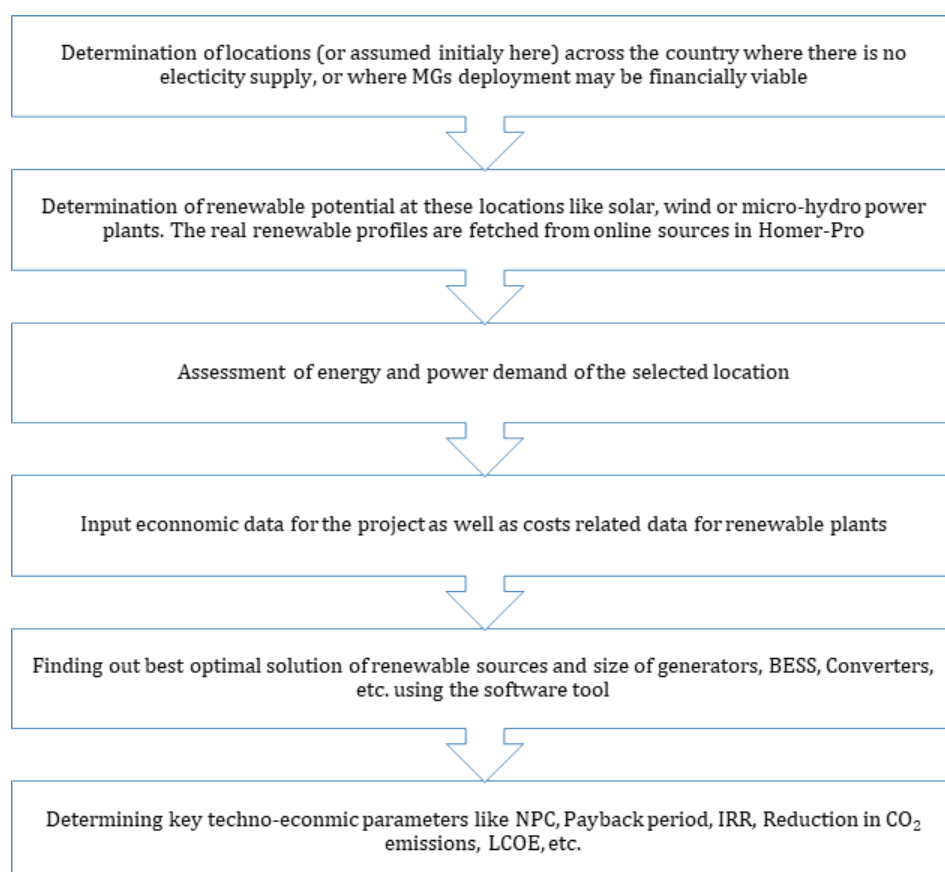 Determination of locations (or assumed initialy here) across the country where there is no
electicity supply, or where MGs deployment may be financially viable
Determination of renewable potential at these locations like solar, wind or micro-hydro power
plants. The real renewable profiles are fetched from online sources in Homer-Pro
Assessment of energy and power demand of the selected location
Input econnomic data for the project as well as costs related data for renewable plants
Finding out best optimal solution of renewable sources and size of generators, BESS, Converters,
etc. using the software tool
Determining key techno-econmic parameters like NPC, Payback period, IRR, Reduction in CO₂
emissions, LCOE, etc.